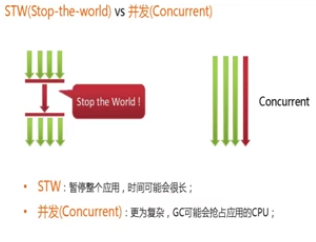 STW(Stop-the-world) vs 并发(Concurrent)
Stop the World！
Concurrent
• STW：暂停整个应用，时间可能会很长；
• 并发(Concurrent)：更为复杂，GC可能会抢占应用的CPU；